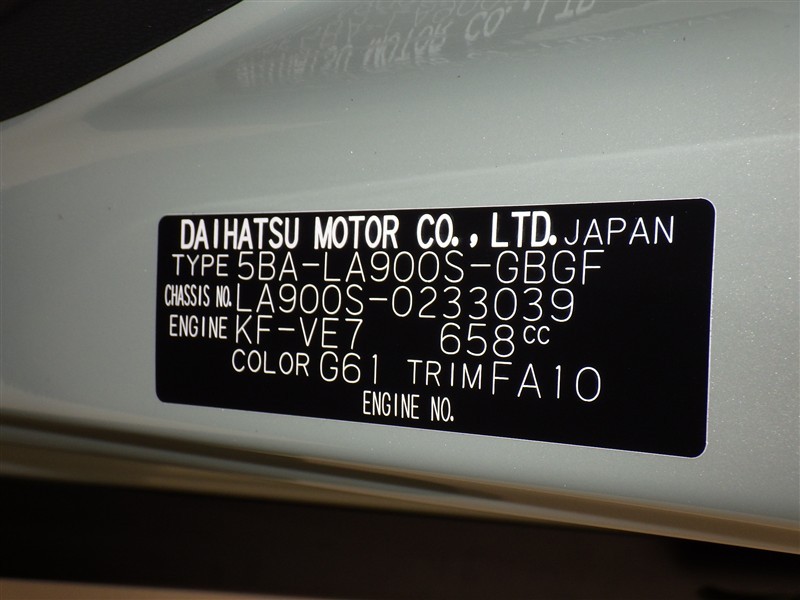 DAIHATSU MOTOR CO., LTD. JAPAN
TYPE 5BA-LA900S-GBGF
CHASSIS NO. LA900S-0233039
ENGINE KF-VE7 658cc
COLOR G61 TRIM FA10
ENGINE NO.